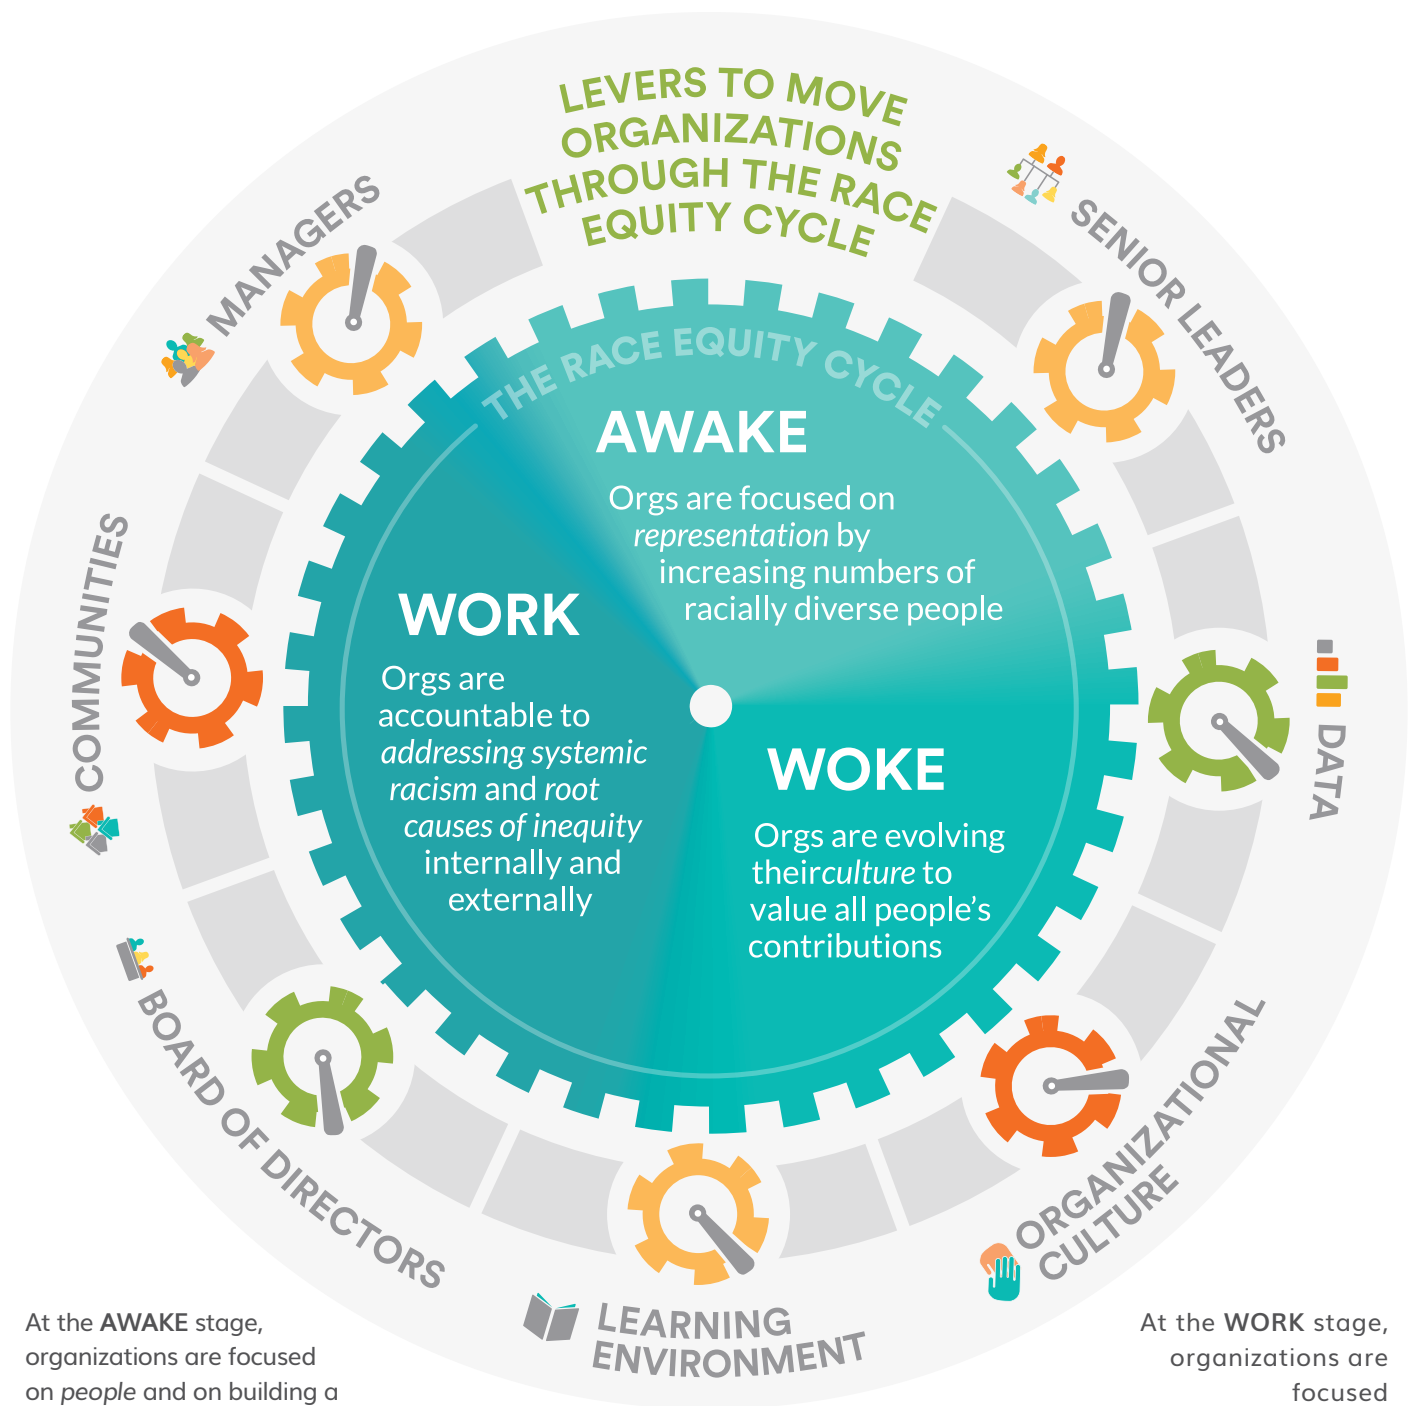 LEVERS TO MOVE
ORGANIZATIONS
THROUGH THE RACE
EQUITY CYCLE
SENIOR LEADERS
DATA
ORGANIZATIONAL
CULTURE
LEARNING
ENVIRONMENT
BOARD OF DIRECTORS
COMMUNITIES
MANAGERS
THE RACE EQUITY CYCLE
AWAKE
Orgs are focused on
representation by
increasing numbers of
racially diverse people
WOKE
Orgs are evolving
theirculture to
value all people’s
contributions
WORK
Orgs are
accountable to
addressing systemic
racism and root
causes of inequity
internally and
externally
At the AWAKE stage,
organizations are focused
on people and on building a
At the WORK stage,
organizations are
focused